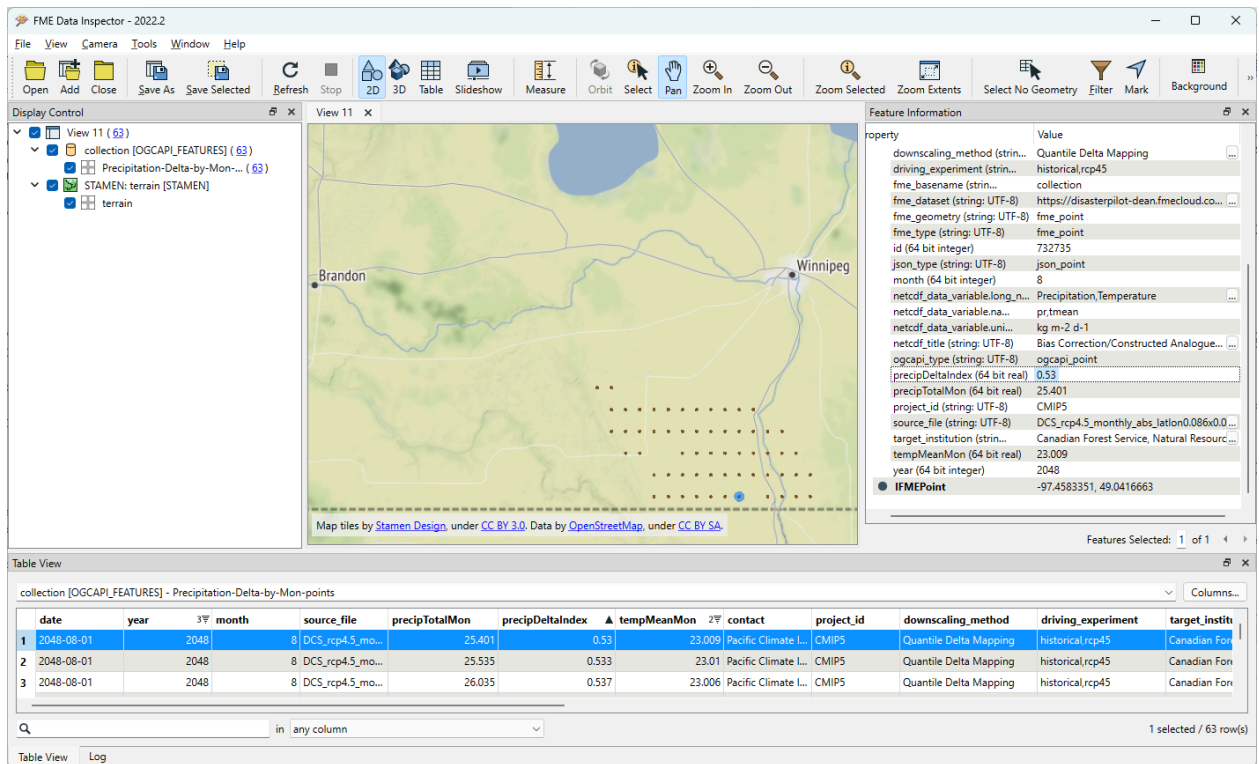 FME Data Inspector - 2022.2
File View Camera Tools Window Help
Open Add Close Save As Save Selected Refresh Stop 2D 3D Table Slideshow Measure Orbit Select Pan Zoom In Zoom Out Zoom Selected Zoom Extents Select No Geometry Filter Mark Background »
Display Control
View 11 (63)
collection [OGCAPI_FEATURES] (63)
Precipitation-Delta-by-Mon-... (63)
STAMEN: terrain [STAMEN]
terrain
View 11
Brandon
Winnipeg
Map tiles by Stamen Design, under CC BY 3.0. Data by OpenStreetMap, under CC BY SA.
Feature Information
roperty Value
downscaling_method (strin... Quantile Delta Mapping ...
driving_experiment (strin... historical,rcp45
fme_basename (strin... collection
fme_dataset (string: UTF-8) https://disasterpilot-dean.fmecloud.co... ...
fme_geometry (string: UTF-8) fme_point
fme_type (string: UTF-8) fme_point
id (64 bit integer) 732735
json_type (string: UTF-8) json_point
month (64 bit integer) 8
netcdf_data_variable.long_n... Precipitation,Temperature ...
netcdf_data_variable.na... pr,tmean
netcdf_data_variable.uni... kg m-2 d-1
netcdf_title (string: UTF-8) Bias Correction/Constructed Analogue... ...
ogcapi_type (string: UTF-8) ogcapi_point
precipDeltaIndex (64 bit real) 0.53
precipTotalMon (64 bit real) 25.401
project_id (string: UTF-8) CMIP5
source_file (string: UTF-8) DCS_rcp4.5_monthly_abs_latlon0.086x0.0... ...
target_institution (strin... Canadian Forest Service, Natural Resourc... ...
tempMeanMon (64 bit real) 23.009
year (64 bit integer) 2048
IFMEPoint -97.4583351, 49.0416663
Features Selected: 1 of 1
Table View
collection [OGCAPI_FEATURES] - Precipitation-Delta-by-Mon-points Columns...
date year 3 month source_file precipTotalMon precipDeltaIndex tempMeanMon 2 contact project_id downscaling_method driving_experiment target_institu
1 2048-08-01 2048 8 DCS_rcp4.5_mo... 25.401 0.53 23.009 Pacific Climate I... CMIP5 Quantile Delta Mapping historical,rcp45 Canadian Fore
2 2048-08-01 2048 8 DCS_rcp4.5_mo... 25.535 0.533 23.01 Pacific Climate I... CMIP5 Quantile Delta Mapping historical,rcp45 Canadian Fore
3 2048-08-01 2048 8 DCS_rcp4.5_mo... 26.035 0.537 23.006 Pacific Climate I... CMIP5 Quantile Delta Mapping historical,rcp45 Canadian Fore
in any column 1 selected / 63 row(s)
Table View Log